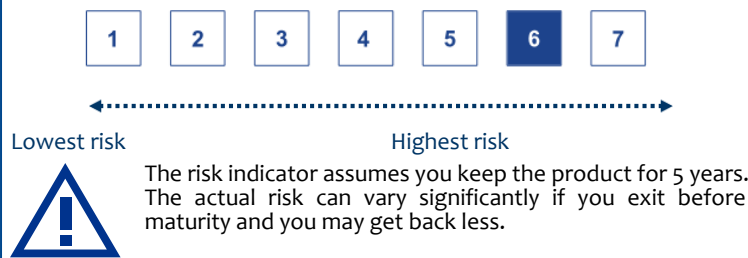 1 2 3 4 5 6 7
Lowest risk Highest risk
The risk indicator assumes you keep the product for 5 years.
The actual risk can vary significantly if you exit before
maturity and you may get back less.